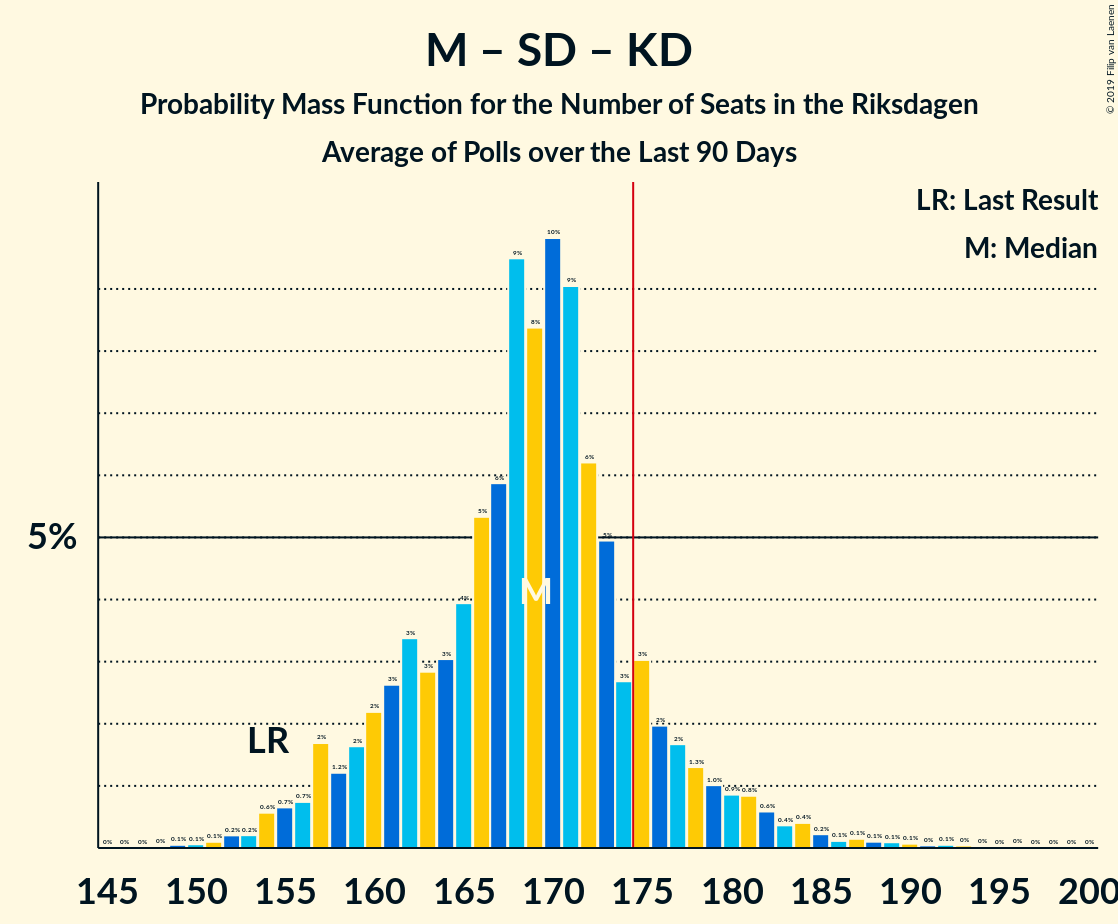 M – SD – KD
Probability Mass Function for the Number of Seats in the Riksdagen
Average of Polls over the Last 90 Days
© 2019 Filip van Laenen
LR: Last Result
M: Median
5%
LR
M
0% 0% 0% 0% 0.1% 0.1% 0.1% 0.2% 0.2% 0.6% 0.7% 0.7% 2% 1.2% 2% 2% 3% 3% 3% 3% 4% 5% 6% 9% 8% 10% 9% 6% 5% 3% 3% 2% 2% 1.3% 1.0% 0.9% 0.8% 0.6% 0.4% 0.4% 0.2% 0.1% 0.1% 0.1% 0.1% 0.1% 0% 0.1% 0% 0% 0% 0% 0% 0% 0% 0%
145 150 155 160 165 170 175 180 185 190 195 200